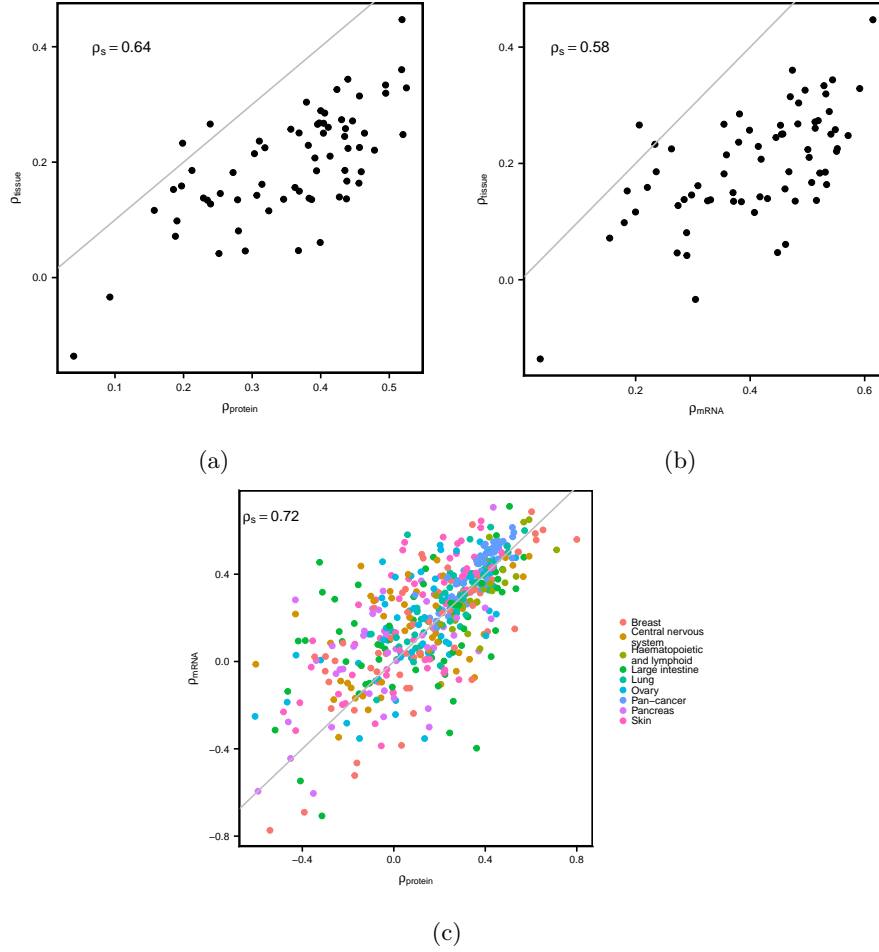 ρs = 0.64
0.4
0.2
0.0
ρtissue
0.1 0.2 0.3 0.4 0.5
ρprotein
(a)
ρs = 0.58
0.4
0.2
0.0
ρtissue
0.2 0.4 0.6
ρmRNA
(b)
ρs = 0.72
0.4
0.0
−0.4
−0.8
ρmRNA
−0.4 0.0 0.4 0.8
ρprotein
Breast
Central nervous
system
Haematopoietic
and lymphoid
Large intestine
Lung
Ovary
Pan−cancer
Pancreas
Skin
(c)